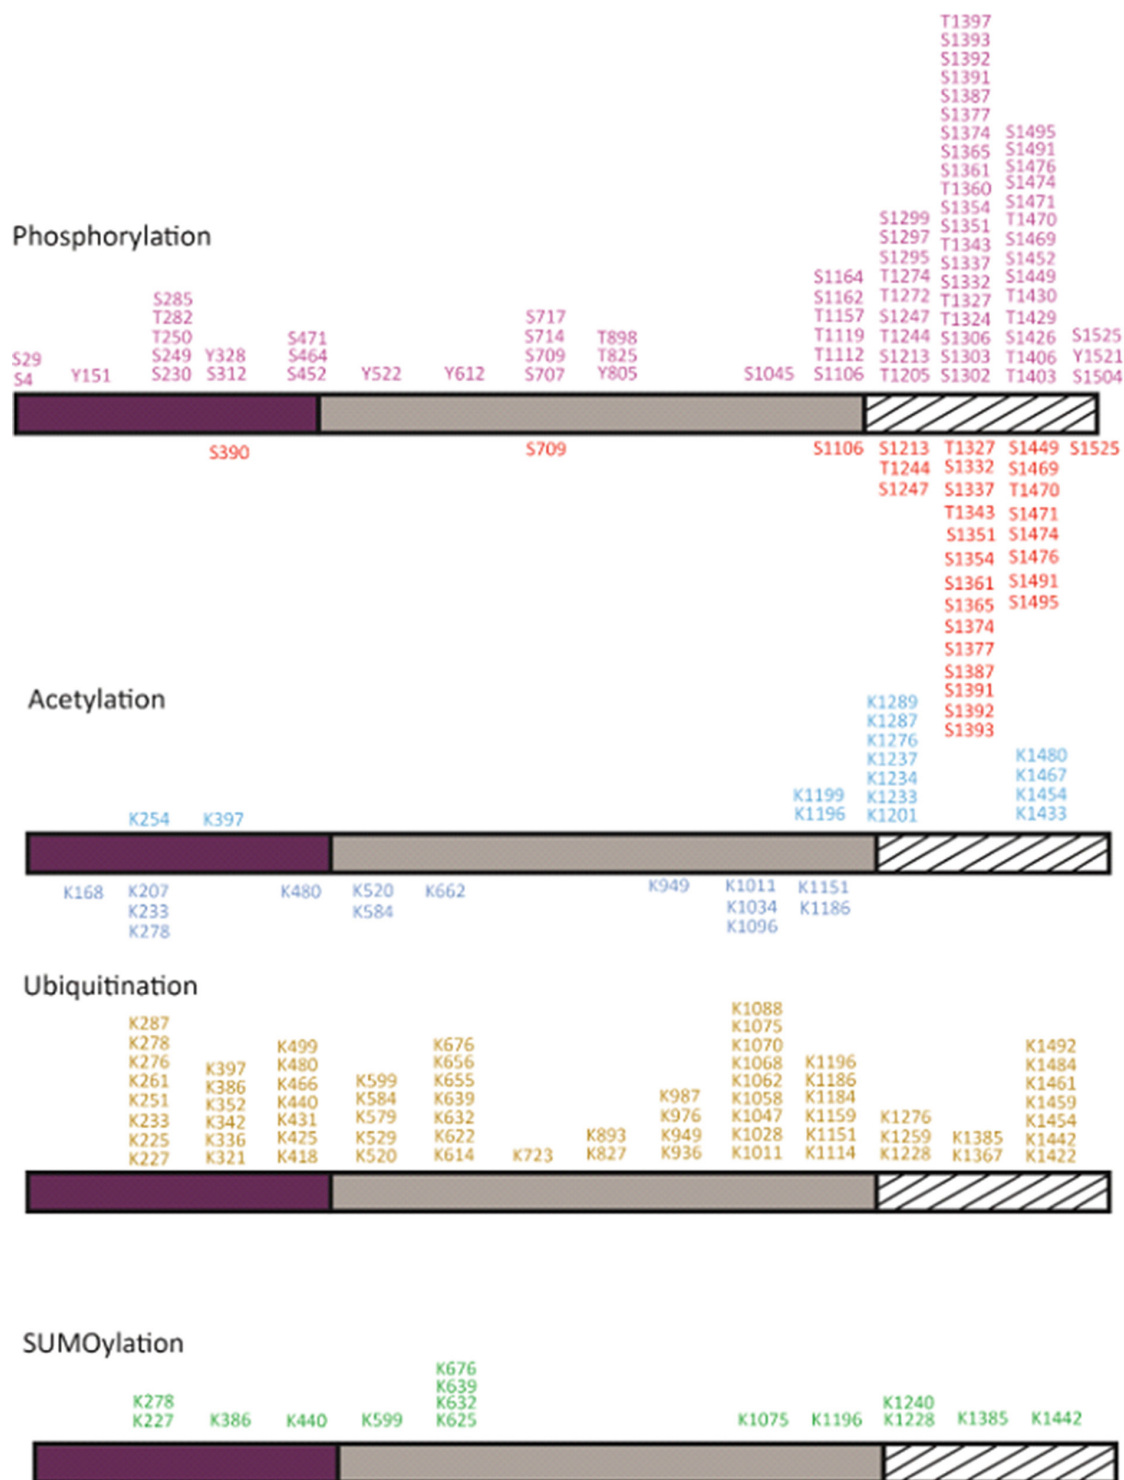 Phosphorylation
S29
S4
Y151
S285
T282
T250
S249
S230
Y328
S312
S471
S464
S452
Y522
Y612
S717
S714
S709
S707
T898
T825
Y805
S1045
S1164
S1162
T1157
T1119
T1112
S1106
S1299
S1297
S1295
T1274
T1272
S1247
T1244
S1213
T1205
T1397
S1393
S1392
S1391
S1387
S1377
S1374
S1365
S1361
T1360
S1354
S1351
T1343
S1337
S1332
T1327
T1324
S1306
S1303
S1302
S1495
S1491
S1476
S1474
S1471
T1470
S1469
S1452
S1449
T1430
T1429
S1426
T1406
T1403
S1525
Y1521
S1504
S390
S709
S1106
S1213
T1244
S1247
T1327
S1332
S1337
T1343
S1351
S1354
S1361
S1365
S1374
S1377
S1387
S1391
S1392
S1393
S1449
S1469
T1470
S1471
S1474
S1476
S1491
S1495
S1525
Acetylation
K254
K397
K1199
K1196
K1289
K1287
K1276
K1237
K1234
K1233
K1201
K1480
K1467
K1454
K1433
K168
K207
K233
K278
K480
K520
K584
K662
K949
K1011
K1034
K1096
K1151
K1186
Ubiquitination
K287
K278
K276
K261
K251
K233
K225
K227
K397
K386
K352
K342
K336
K321
K499
K480
K466
K440
K431
K425
K418
K599
K584
K579
K529
K520
K676
K656
K655
K639
K632
K622
K614
K723
K893
K827
K987
K976
K949
K936
K1088
K1075
K1070
K1068
K1062
K1058
K1047
K1028
K1011
K1196
K1186
K1184
K1159
K1151
K1114
K1276
K1259
K1228
K1385
K1367
K1492
K1484
K1461
K1459
K1454
K1442
K1422
SUMOylation
K278
K227
K386
K440
K599
K676
K639
K632
K625
K1075
K1196
K1240
K1228
K1385
K1442